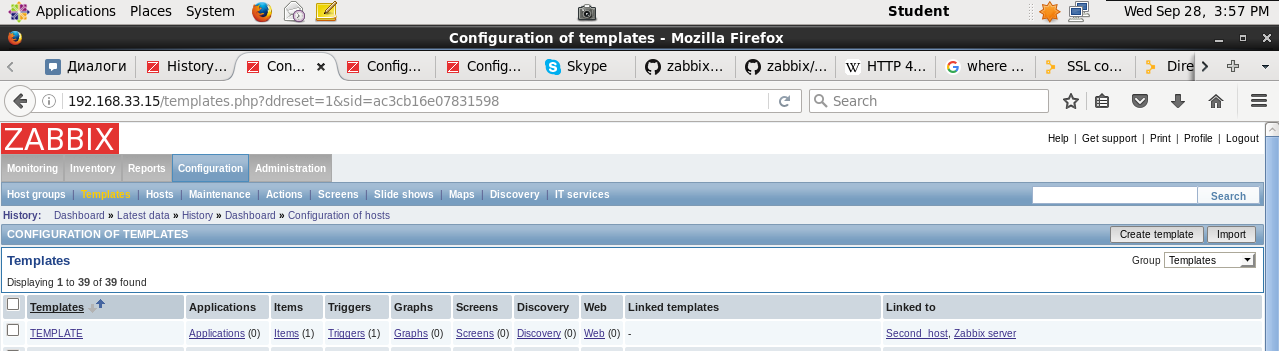 Applications Places System Student Wed Sep 28, 3:57 PM
Configuration of templates - Mozilla Firefox
Диалоги History... Con... Config... Config... Skype zabbix... zabbix/... HTTP 4... where ... SSL co... Dire
192.168.33.15/templates.php?ddreset=1&sid=ac3cb16e07831598 Search
ZABBIX
Help | Get support | Print | Profile | Logout
Monitoring Inventory Reports Configuration Administration
Host groups | Templates | Hosts | Maintenance | Actions | Screens | Slide shows | Maps | Discovery | IT services Search
History: Dashboard » Latest data » History » Dashboard » Configuration of hosts
CONFIGURATION OF TEMPLATES Create template Import
Templates Group Templates
Displaying 1 to 39 of 39 found
Templates Applications Items Triggers Graphs Screens Discovery Web Linked templates Linked to
TEMPLATE Applications (0) Items (1) Triggers (1) Graphs (0) Screens (0) Discovery (0) Web (0) - Second_host, Zabbix server